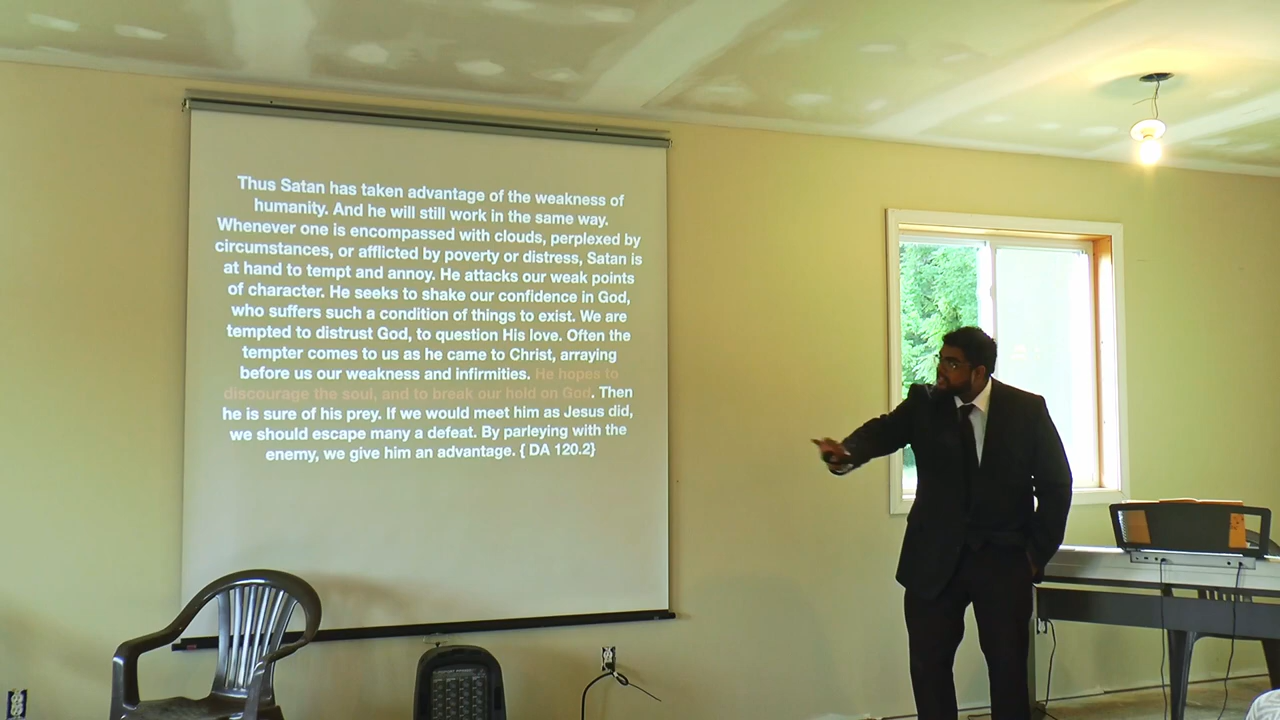 Thus Satan has taken advantage of the weakness of
humanity. And he will still work in the same way.
Whenever one is encompassed with clouds, perplexed by
circumstances, or afflicted by poverty or distress, Satan is
at hand to tempt and annoy. He attacks our weak points
of character. He seeks to shake our confidence in God,
who suffers such a condition of things to exist. We are
tempted to distrust God, to question His love. Often the
tempter comes to us as he came to Christ, arraying
before us our weakness and infirmities. He hopes to
discourage the soul, and to break our hold on God. Then
he is sure of his prey. If we would meet him as Jesus did,
we should escape many a defeat. By parleying with the
enemy, we give him an advantage. { DA 120.2}